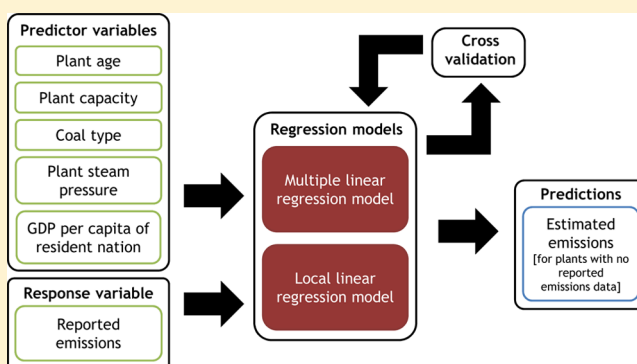 Predictor variables
Plant age
Plant capacity
Coal type
Plant steam
pressure
GDP per capita of
resident nation
Response variable
Reported
emissions
Regression models
Multiple linear
regression model
Local linear
regression model
Cross
validation
Predictions
Estimated
emissions
[for plants with no
reported
emissions data]